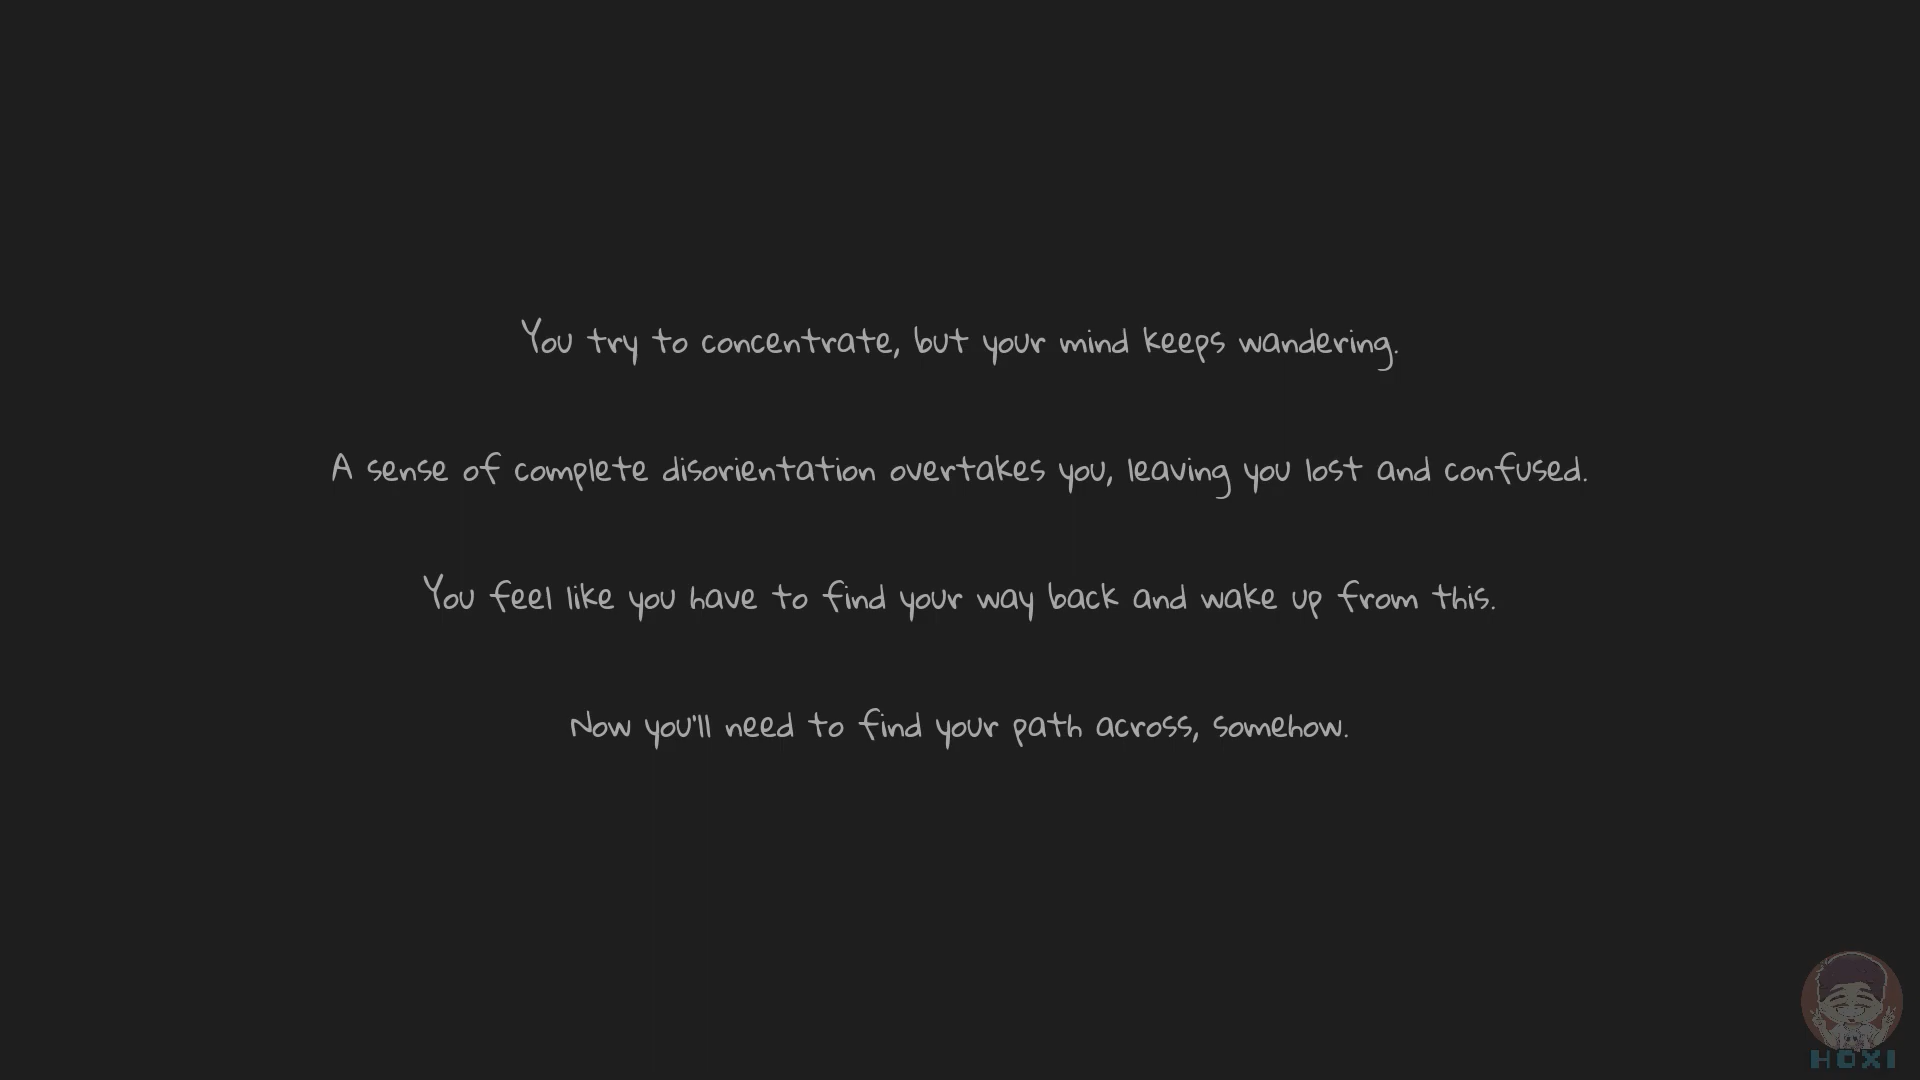 You try to concentrate, but your mind keeps wandering.
A sense of complete disorientation overtakes you, leaving you lost and confused.
You feel like you have to find your way back and wake up from this.
Now you'll need to find your path across, somehow.
HOXI